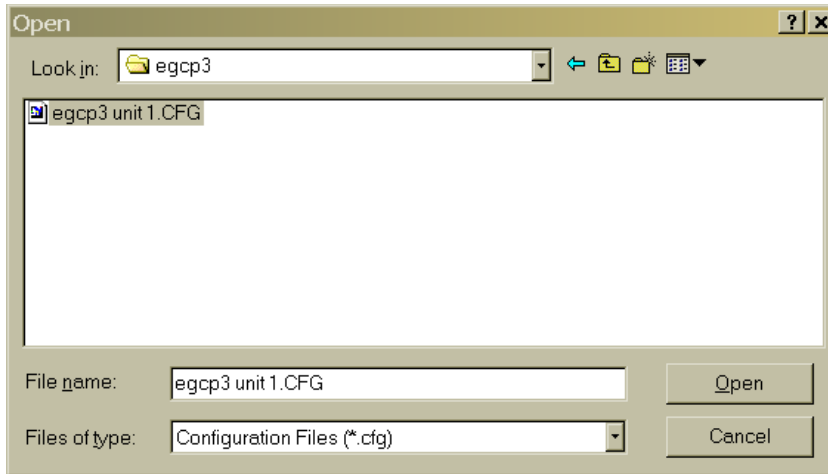 Open
Look in: egcp3
egcp3 unit 1.CFG
File name: egcp3 unit 1.CFG Open
Files of type: Configuration Files (*.cfg) Cancel